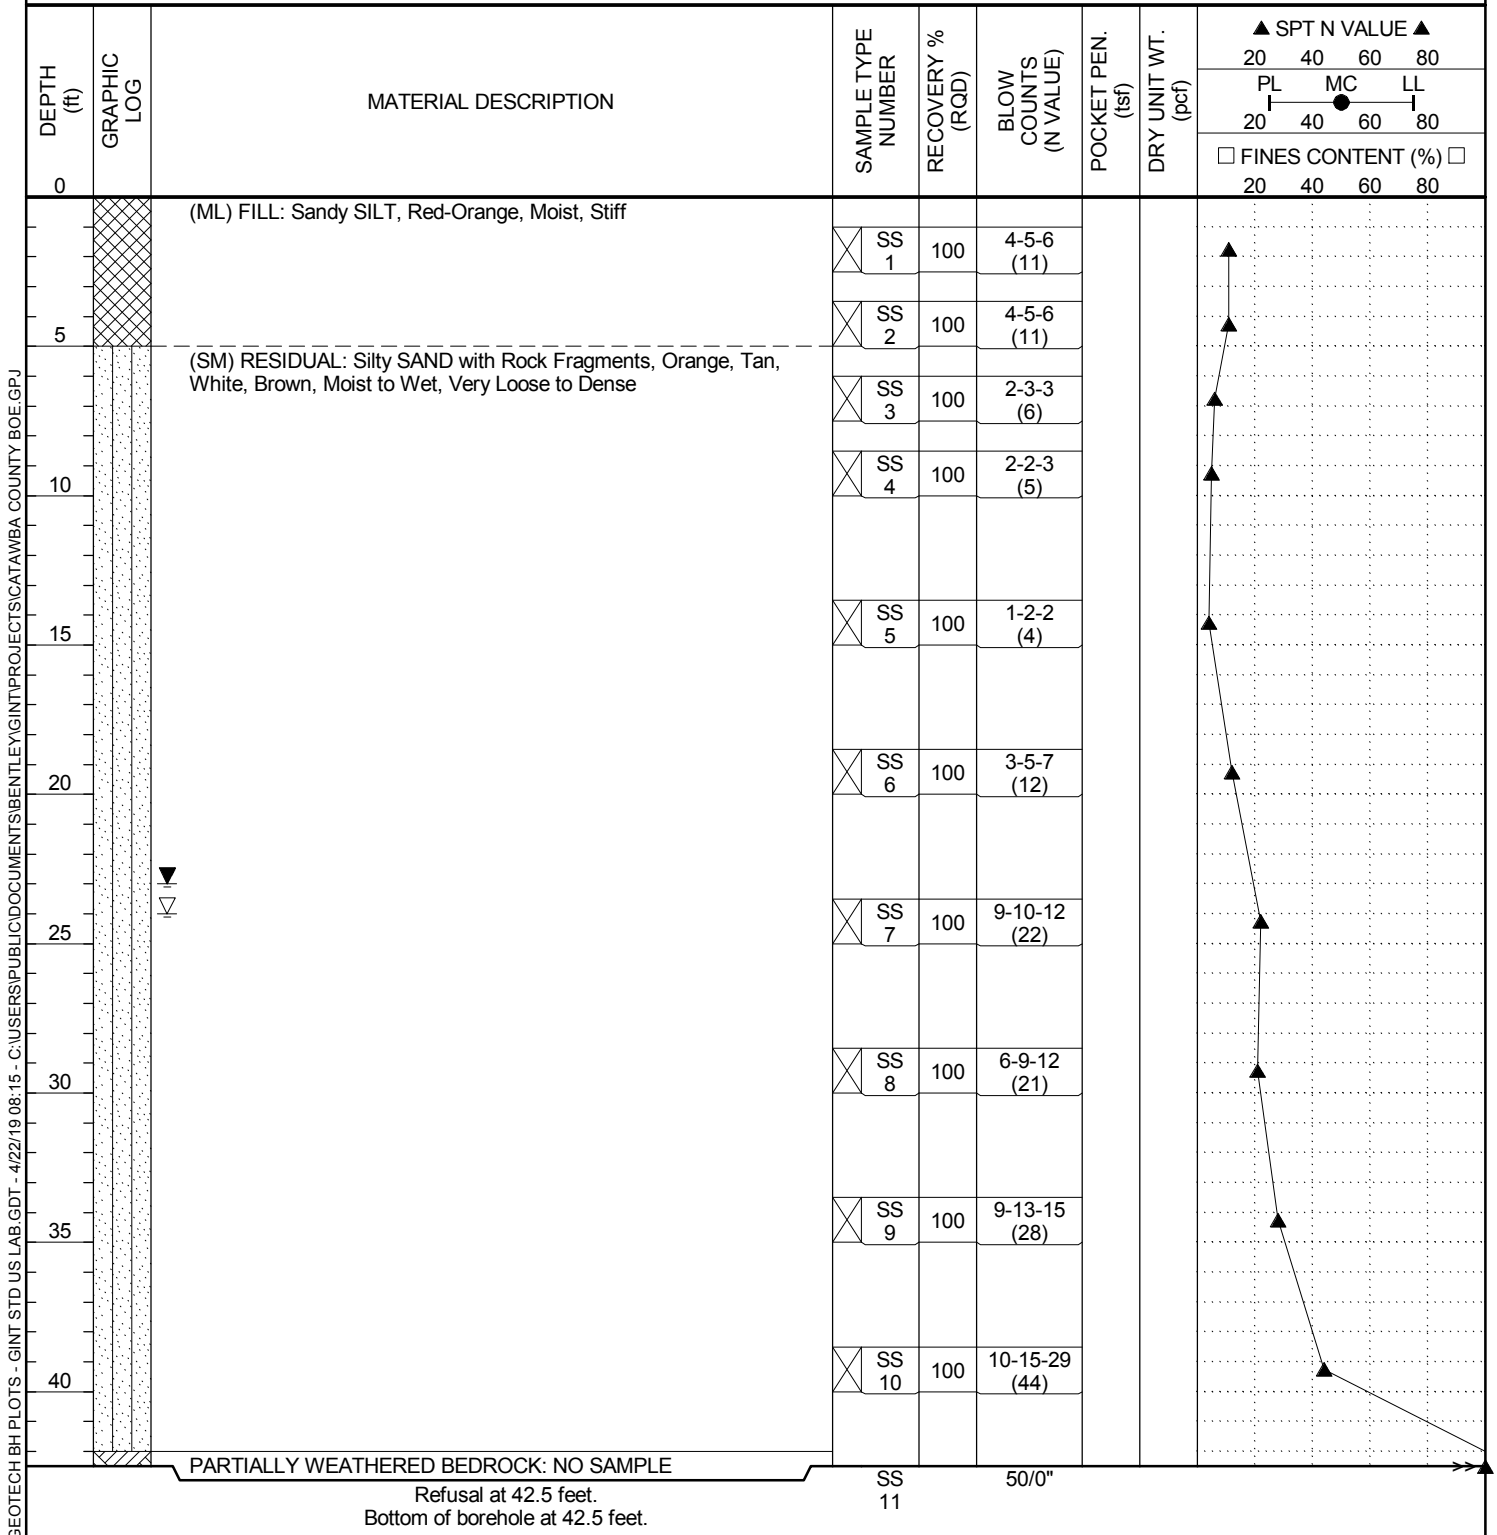 DEPTH
(ft)
GRAPHIC
LOG
MATERIAL DESCRIPTION
SAMPLE TYPE
NUMBER
RECOVERY %
(RQD)
BLOW
COUNTS
(N VALUE)
POCKET PEN.
(tsf)
DRY UNIT WT.
(pcf)
▲ SPT N VALUE ▲
20 40 60 80
PL MC LL
20 40 60 80
□ FINES CONTENT (%) □
20 40 60 80
0
(ML) FILL: Sandy SILT, Red-Orange, Moist, Stiff
SS
1
100
4-5-6
(11)
SS
2
100
4-5-6
(11)
5
(SM) RESIDUAL: Silty SAND with Rock Fragments, Orange, Tan,
White, Brown, Moist to Wet, Very Loose to Dense
SS
3
100
2-3-3
(6)
SS
4
100
2-2-3
(5)
10
SS
5
100
1-2-2
(4)
15
SS
6
100
3-5-7
(12)
20
SS
7
100
9-10-12
(22)
25
SS
8
100
6-9-12
(21)
30
SS
9
100
9-13-15
(28)
35
SS
10
100
10-15-29
(44)
40
PARTIALLY WEATHERED BEDROCK: NO SAMPLE
SS
11
50/0"
Refusal at 42.5 feet.
Bottom of borehole at 42.5 feet.
GEOTECH BH PLOTS - GINT STD US LAB.GDT - 4/22/19 08:15 - C:\USERS\PUBLIC\DOCUMENTS\BENTLEY\GINT\PROJECTS\CATAWBA COUNTY BOE.GPJ